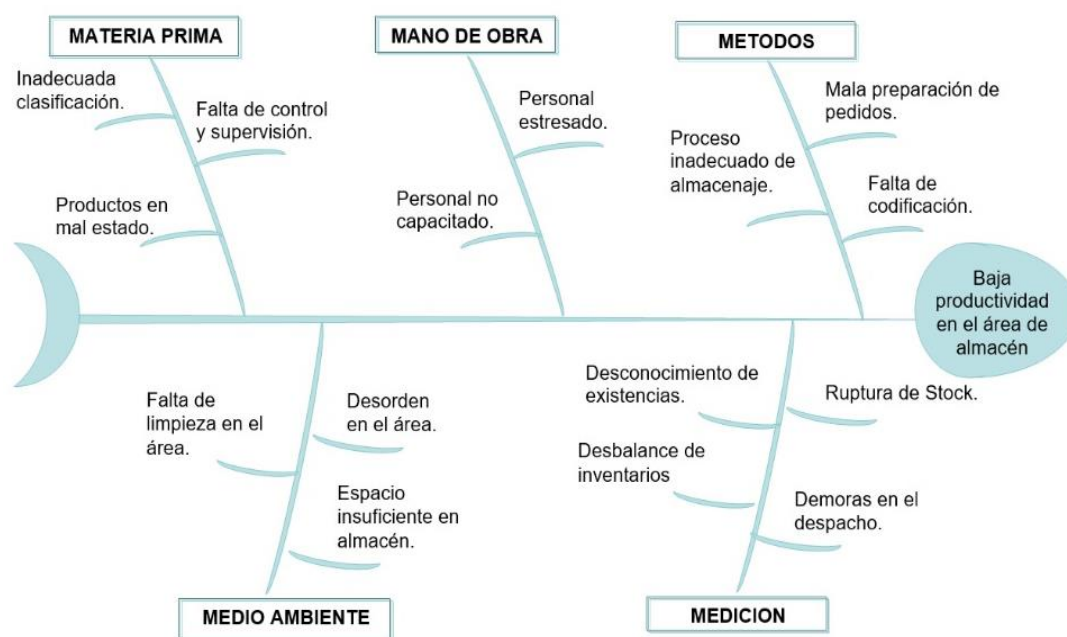 MATERIA PRIMA
MANO DE OBRA
METODOS
Inadecuada
clasificación.
Falta de control
y supervisión.
Productos en
mal estado.
Personal
estresado.
Personal no
capacitado.
Mala preparación de
pedidos.
Proceso
inadecuado de
almacenaje.
Falta de
codificación.
Baja
productividad
en el área de
almacén
Falta de
limpieza en el
área.
Desorden
en el área.
Espacio
insuficiente en
almacén.
Desconocimiento de
existencias.
Ruptura de Stock.
Desbalance de
inventarios
Demoras en el
despacho.
MEDIO AMBIENTE
MEDICION